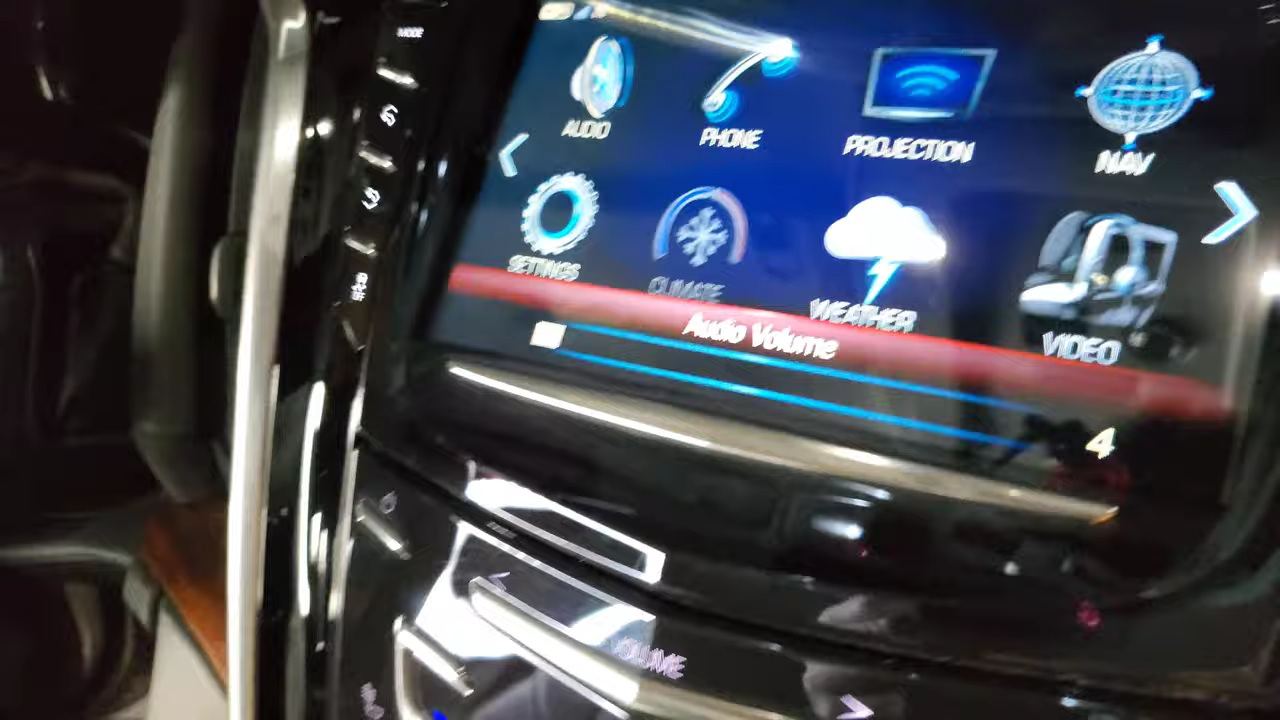 MODE
AUDIO
PHONE
PROJECTION
NAV
SETTINGS
CLIMATE
WEATHER
VIDEO
Audio Volume
4
VOLUME